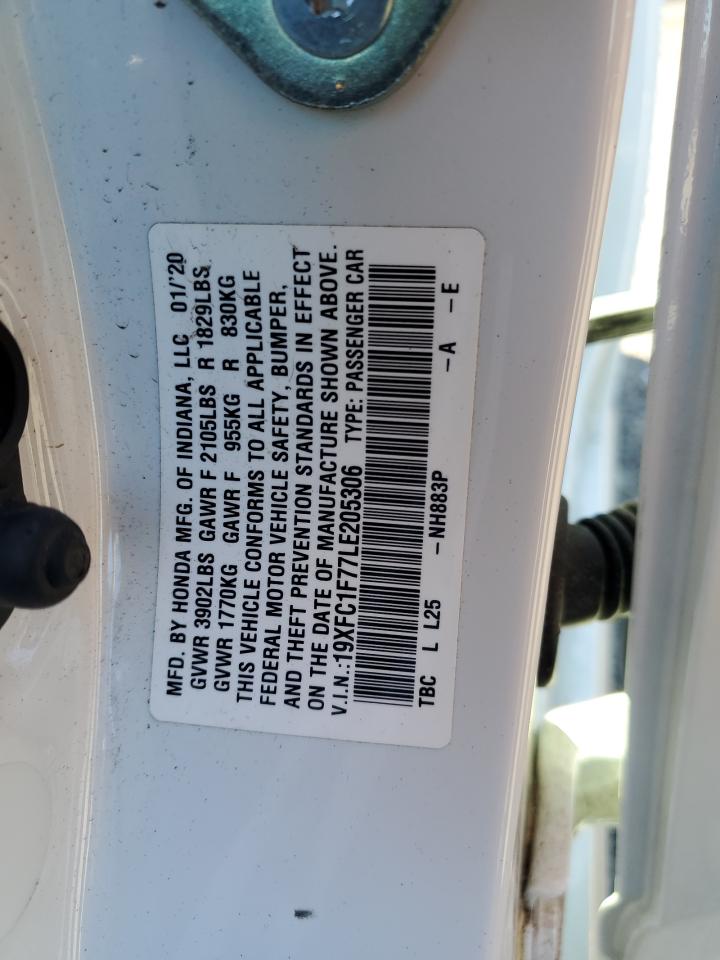 MFD. BY HONDA MFG. OF INDIANA, LLC 01/'20
GVWR 3902LBS GAWR F 2105LBS R 1829LBS
GVWR 1770KG GAWR F 955KG R 830KG
THIS VEHICLE CONFORMS TO ALL APPLICABLE
FEDERAL MOTOR VEHICLE SAFETY, BUMPER,
AND THEFT PREVENTION STANDARDS IN EFFECT
ON THE DATE OF MANUFACTURE SHOWN ABOVE.
V.I.N.:19XFC1F77LE205306 TYPE: PASSENGER CAR
TBC L L25 -NH883P -A -E